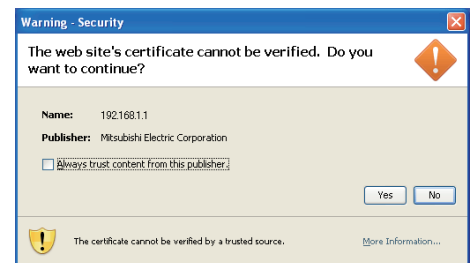 Warning - Security
The web site's certificate cannot be verified. Do you
want to continue?
Name: 192.168.1.1
Publisher: Mitsubishi Electric Corporation
Always trust content from this publisher.
Yes No
The certificate cannot be verified by a trusted source. More Information...